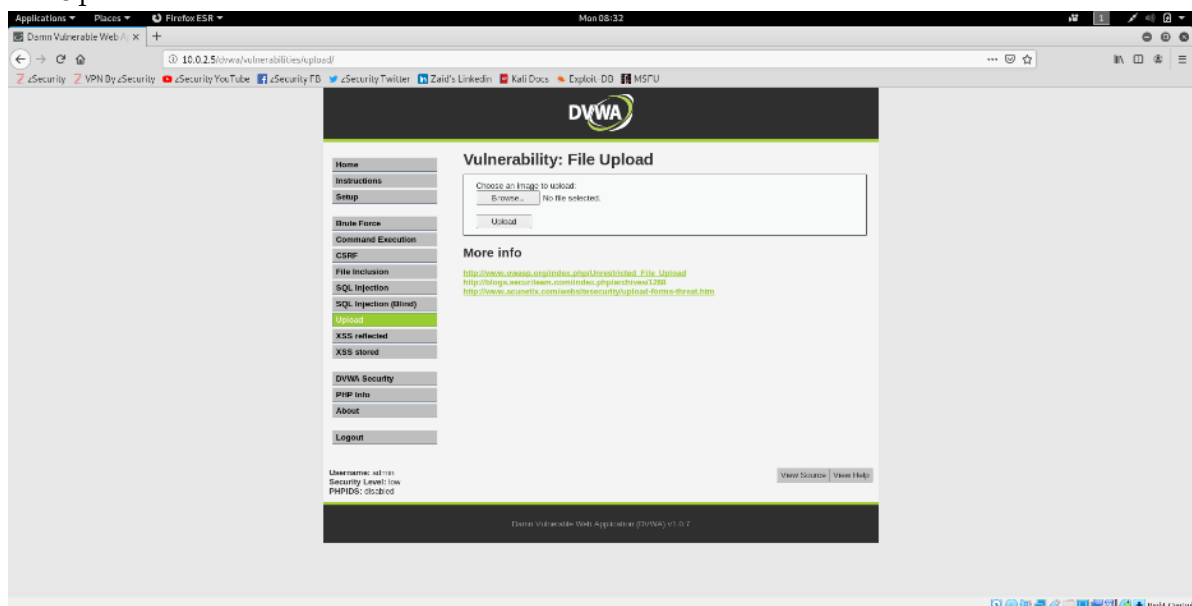 Applications Places Firefox ESR Mon 08:32 1
Damn Vulnerable Web A
10.0.2.5/dvwa/vulnerabilities/upload/
zSecurity VPN By zSecurity zSecurity YouTube zSecurity FB zSecurity Twitter Zaid's Linkedin Kali Docs Exploit-DB MSFU
DVWA
Vulnerability: File Upload
Choose an image to upload:
Browse... No file selected.
Upload
More info
http://www.owasp.org/index.php/Unrestricted_File_Upload
http://blogs.securiteam.com/index.php/archives/1268
http://www.acunetix.com/websitesecurity/upload-forms-threat.htm
Home
Instructions
Setup
Brute Force
Command Execution
CSRF
File Inclusion
SQL Injection
SQL Injection (Blind)
Upload
XSS reflected
XSS stored
DVWA Security
PHP Info
About
Logout
Username: admin
Security Level: low
PHPIDS: disabled
View Source View Help
Damn Vulnerable Web Application (DVWA) v1.0.7